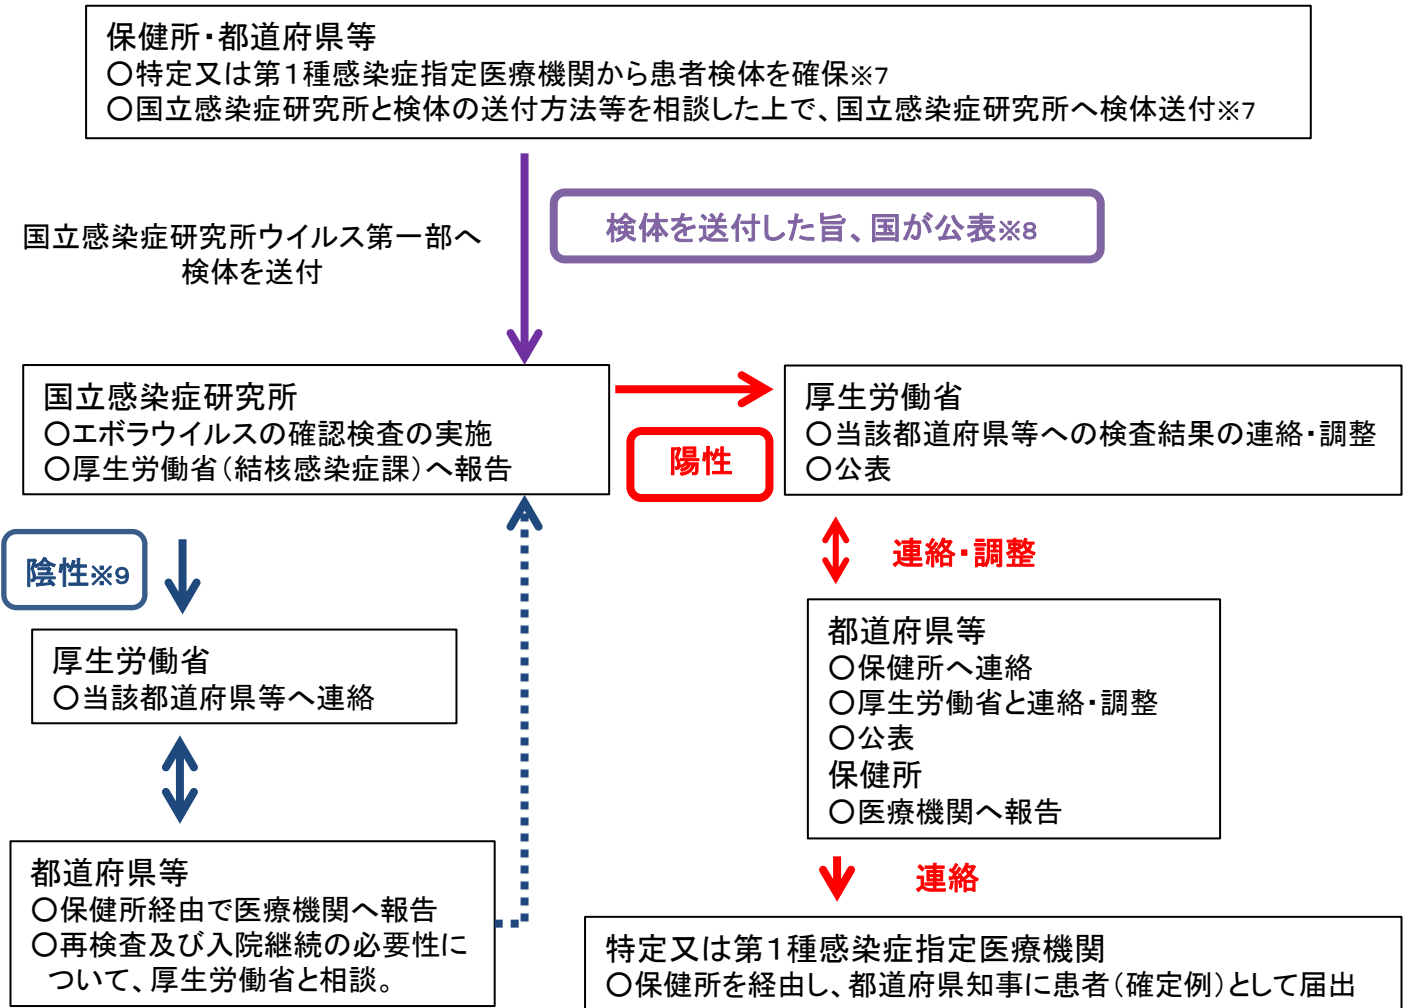 保健所・都道府県等
〇特定又は第１種感染症指定医療機関から患者検体を確保※7
〇国立感染症研究所と検体の送付方法等を相談した上で、国立感染症研究所へ検体送付※7
検体を送付した旨、国が公表※8
国立感染症研究所ウイルス第一部へ
検体を送付
国立感染症研究所
〇エボラウイルスの確認検査の実施
〇厚生労働省（結核感染症課）へ報告
陽性
厚生労働省
〇当該都道府県等への検査結果の連絡・調整
〇公表
陰性※9
連絡・調整
厚生労働省
〇当該都道府県等へ連絡
都道府県等
〇保健所へ連絡
〇厚生労働省と連絡・調整
〇公表
保健所
〇医療機関へ報告
都道府県等
〇保健所経由で医療機関へ報告
〇再検査及び入院継続の必要性に
ついて、厚生労働省と相談。
連絡
特定又は第１種感染症指定医療機関
〇保健所を経由し、都道府県知事に患者（確定例）として届出